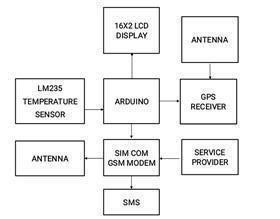 16X2 LCD
DISPLAY
ANTENNA
LM235
TEMPERATURE
SENSOR
ARDUINO
GPS
RECEIVER
ANTENNA
SIM COM
GSM MODEM
SERVICE
PROVIDER
SMS